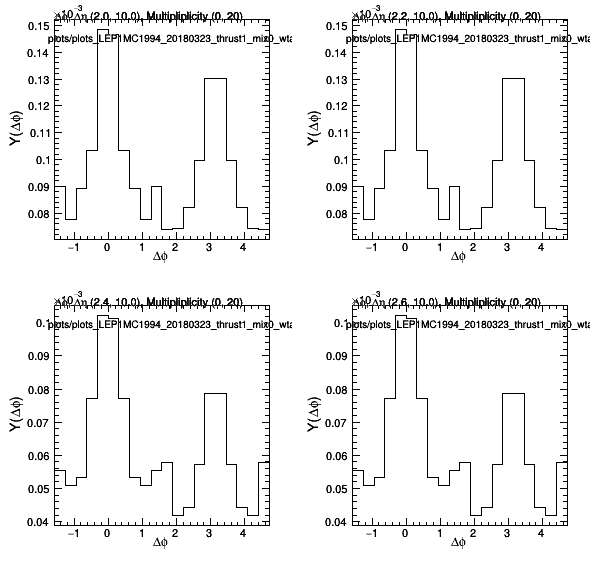 ×10⁻³ Δη (2.0, 10.0), Multipliplicity (0, 20)
plots/plots_LEP1MC1994_20180323_thrust1_mix0_wta
0.15
0.14
0.13
0.12
0.11
0.1
0.09
0.08
Y(Δϕ)
−1 0 1 2 3 4
Δϕ
×10⁻³ Δη (2.2, 10.0), Multipliplicity (0, 20)
plots/plots_LEP1MC1994_20180323_thrust1_mix0_wta
0.15
0.14
0.13
0.12
0.11
0.1
0.09
0.08
Y(Δϕ)
−1 0 1 2 3 4
Δϕ
×10⁻³ Δη (2.4, 10.0), Multipliplicity (0, 20)
plots/plots_LEP1MC1994_20180323_thrust1_mix0_wta
0.1
0.09
0.08
0.07
0.06
0.05
0.04
Y(Δϕ)
−1 0 1 2 3 4
Δϕ
×10⁻³ Δη (2.6, 10.0), Multipliplicity (0, 20)
plots/plots_LEP1MC1994_20180323_thrust1_mix0_wta
0.1
0.09
0.08
0.07
0.06
0.05
0.04
Y(Δϕ)
−1 0 1 2 3 4
Δϕ